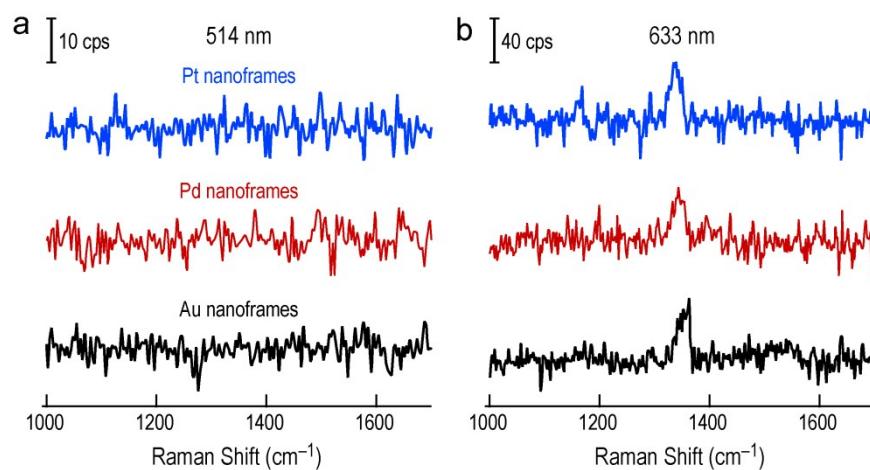 a
10 cps
514 nm
Pt nanoframes
Pd nanoframes
Au nanoframes
1000 1200 1400 1600
Raman Shift (cm⁻¹)
b
40 cps
633 nm
1000 1200 1400 1600
Raman Shift (cm⁻¹)